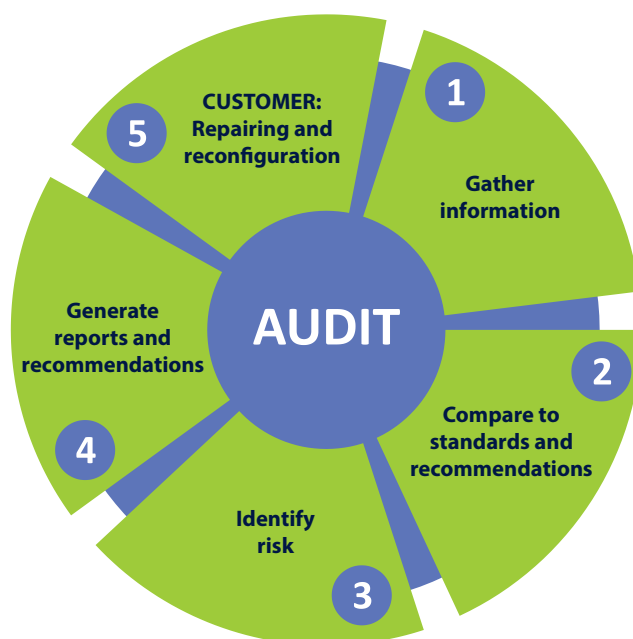 AUDIT
1
Gather
information
2
Compare to
standards and
recommendations
3
Identify
risk
4
Generate
reports and
recommendations
5
CUSTOMER:
Repairing and
reconfiguration